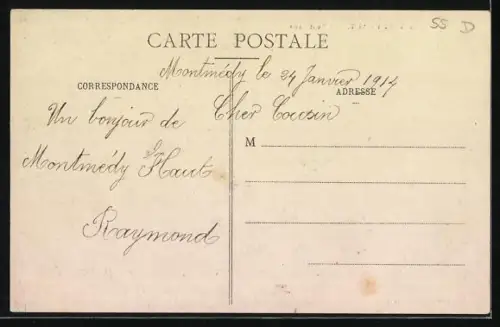 55 D
CARTE POSTALE
Montmédy le 24 Janvier 1914
CORRESPONDANCE
ADRESSE
Cher Cousin
Un bonjour de
Montmédy Haut
Raymond
M